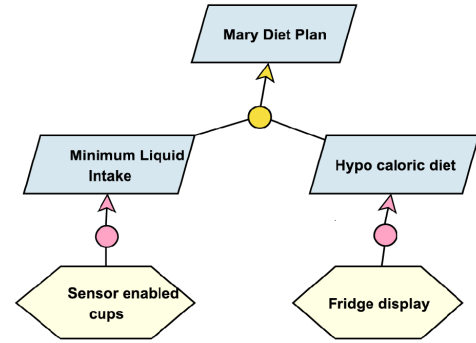 Mary Diet Plan
Minimum Liquid
Intake
Hypo caloric diet
Sensor enabled
cups
Fridge display